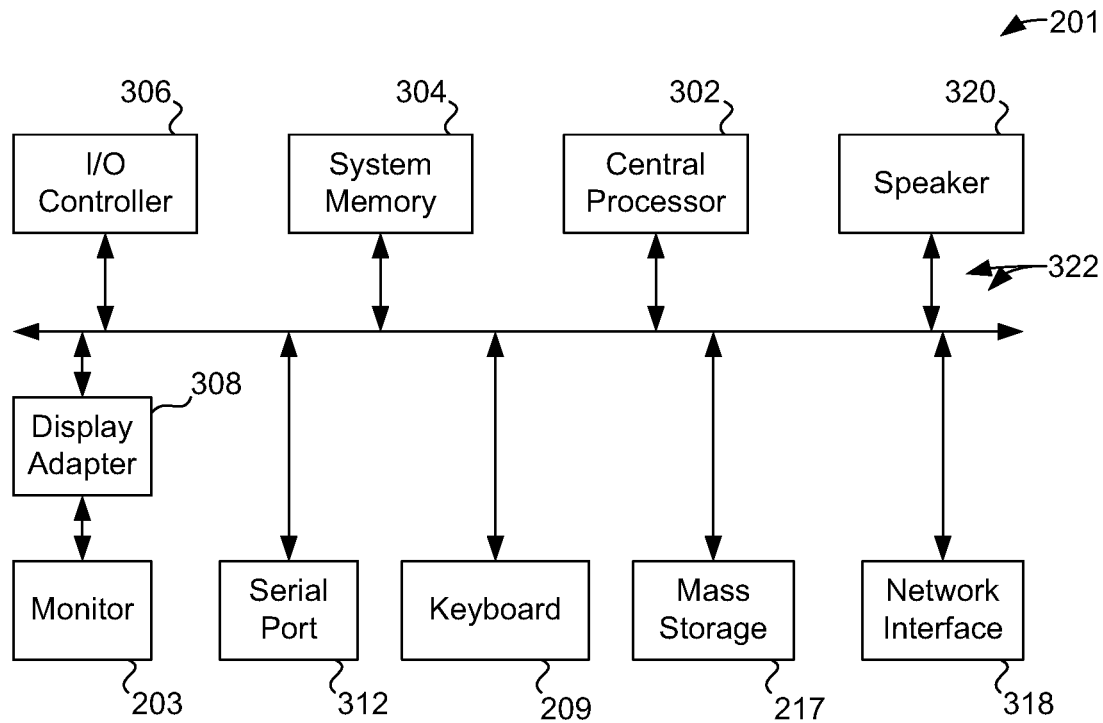 201
306
304
302
320
I/O
Controller
System
Memory
Central
Processor
Speaker
322
308
Display
Adapter
Monitor
Serial
Port
Keyboard
Mass
Storage
Network
Interface
203
312
209
217
318